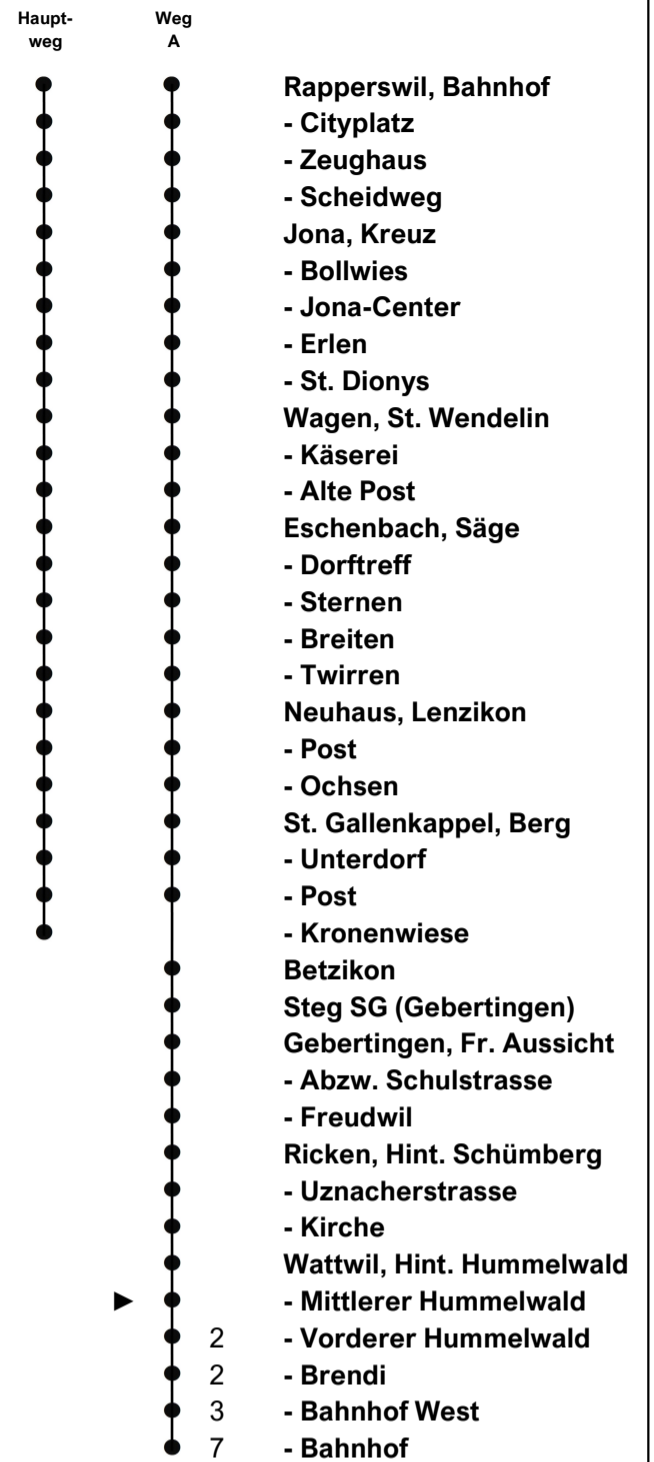 Haupt-
weg
Weg
A
Rapperswil, Bahnhof
- Cityplatz
- Zeughaus
- Scheidweg
Jona, Kreuz
- Bollwies
- Jona-Center
- Erlen
- St. Dionys
Wagen, St. Wendelin
- Käserei
- Alte Post
Eschenbach, Säge
- Dorftreff
- Sternen
- Breiten
- Twirren
Neuhaus, Lenzikon
- Post
- Ochsen
St. Gallenkappel, Berg
- Unterdorf
- Post
- Kronenwiese
Betzikon
Steg SG (Gebertingen)
Gebertingen, Fr. Aussicht
- Abzw. Schulstrasse
- Freudwil
Ricken, Hint. Schümberg
- Uznacherstrasse
- Kirche
Wattwil, Hint. Hummelwald
- Mittlerer Hummelwald
2 - Vorderer Hummelwald
2 - Brendi
3 - Bahnhof West
7 - Bahnhof